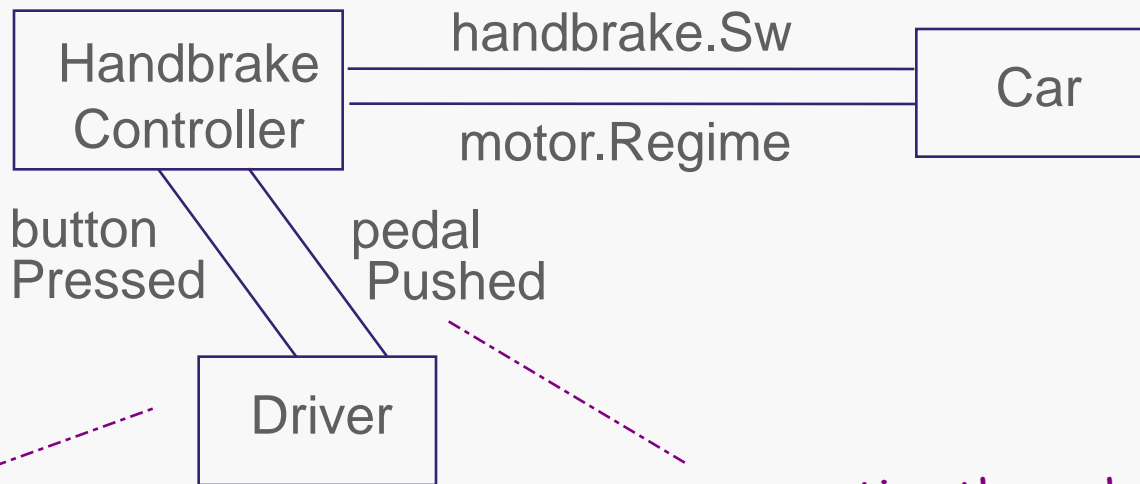 handbrake.Sw
Handbrake
Controller
Car
motor.Regime
button
Pressed
pedal
Pushed
Driver